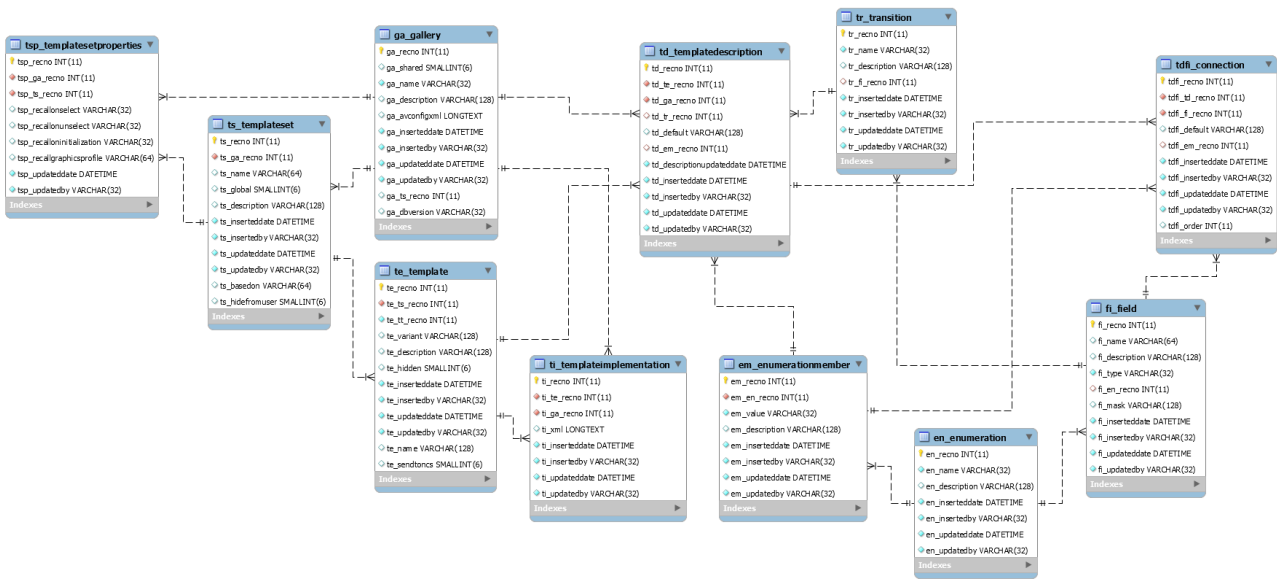 tsp_templatesetproperties
tsp_recno INT(11)
tsp_ga_recno INT(11)
tsp_ts_recno INT(11)
tsp_recallonselect VARCHAR(32)
tsp_recallonunselect VARCHAR(32)
tsp_recalloninitialization VARCHAR(32)
tsp_recallgraphicsprofile VARCHAR(64)
tsp_updateddate DATETIME
tsp_updatedby VARCHAR(32)
Indexes
ts_templateset
ts_recno INT(11)
ts_ga_recno INT(11)
ts_name VARCHAR(64)
ts_global SMALLINT(6)
ts_description VARCHAR(128)
ts_inserteddate DATETIME
ts_insertedby VARCHAR(32)
ts_updateddate DATETIME
ts_updatedby VARCHAR(32)
ts_basedon VARCHAR(64)
ts_hidefromuser SMALLINT(6)
Indexes
ga_gallery
ga_recno INT(11)
ga_shared SMALLINT(6)
ga_name VARCHAR(32)
ga_description VARCHAR(128)
ga_avconfigxml LONGTEXT
ga_inserteddate DATETIME
ga_insertedby VARCHAR(32)
ga_updateddate DATETIME
ga_updatedby VARCHAR(32)
ga_ts_recno INT(11)
ga_dbversion VARCHAR(32)
Indexes
te_template
te_recno INT(11)
te_ts_recno INT(11)
te_tt_recno INT(11)
te_variant VARCHAR(128)
te_description VARCHAR(128)
te_hidden SMALLINT(6)
te_inserteddate DATETIME
te_insertedby VARCHAR(32)
te_updateddate DATETIME
te_updatedby VARCHAR(32)
te_name VARCHAR(128)
te_sendtoncs SMALLINT(6)
Indexes
ti_templateimplementation
ti_recno INT(11)
ti_te_recno INT(11)
ti_ga_recno INT(11)
ti_xml LONGTEXT
ti_inserteddate DATETIME
ti_insertedby VARCHAR(32)
ti_updateddate DATETIME
ti_updatedby VARCHAR(32)
Indexes
td_templatedescription
td_recno INT(11)
td_te_recno INT(11)
td_ga_recno INT(11)
td_tr_recno INT(11)
td_default VARCHAR(128)
td_em_recno INT(11)
td_descriptionupdateddate DATETIME
td_inserteddate DATETIME
td_insertedby VARCHAR(32)
td_updateddate DATETIME
td_updatedby VARCHAR(32)
Indexes
em_enumerationmember
em_recno INT(11)
em_en_recno INT(11)
em_value VARCHAR(32)
em_description VARCHAR(128)
em_inserteddate DATETIME
em_insertedby VARCHAR(32)
em_updateddate DATETIME
em_updatedby VARCHAR(32)
Indexes
tr_transition
tr_recno INT(11)
tr_name VARCHAR(32)
tr_description VARCHAR(128)
tr_fi_recno INT(11)
tr_inserteddate DATETIME
tr_insertedby VARCHAR(32)
tr_updateddate DATETIME
tr_updatedby VARCHAR(32)
Indexes
en_enumeration
en_recno INT(11)
en_name VARCHAR(32)
en_description VARCHAR(128)
en_inserteddate DATETIME
en_insertedby VARCHAR(32)
en_updateddate DATETIME
en_updatedby VARCHAR(32)
Indexes
tdfi_connection
tdfi_recno INT(11)
tdfi_td_recno INT(11)
tdfi_fi_recno INT(11)
tdfi_default VARCHAR(128)
tdfi_em_recno INT(11)
tdfi_inserteddate DATETIME
tdfi_insertedby VARCHAR(32)
tdfi_updateddate DATETIME
tdfi_updatedby VARCHAR(32)
tdfi_order INT(11)
Indexes
fi_field
fi_recno INT(11)
fi_name VARCHAR(64)
fi_description VARCHAR(128)
fi_type VARCHAR(32)
fi_en_recno INT(11)
fi_mask VARCHAR(128)
fi_inserteddate DATETIME
fi_insertedby VARCHAR(32)
fi_updateddate DATETIME
fi_updatedby VARCHAR(32)
Indexes